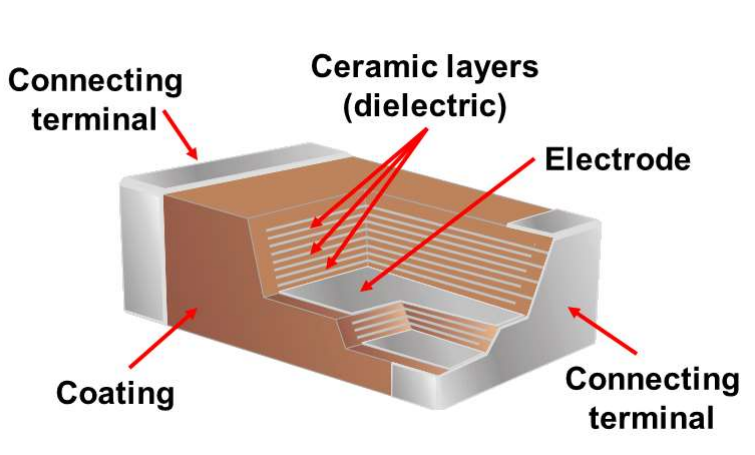 Connecting
terminal
Ceramic layers
(dielectric)
Electrode
Coating
Connecting
terminal